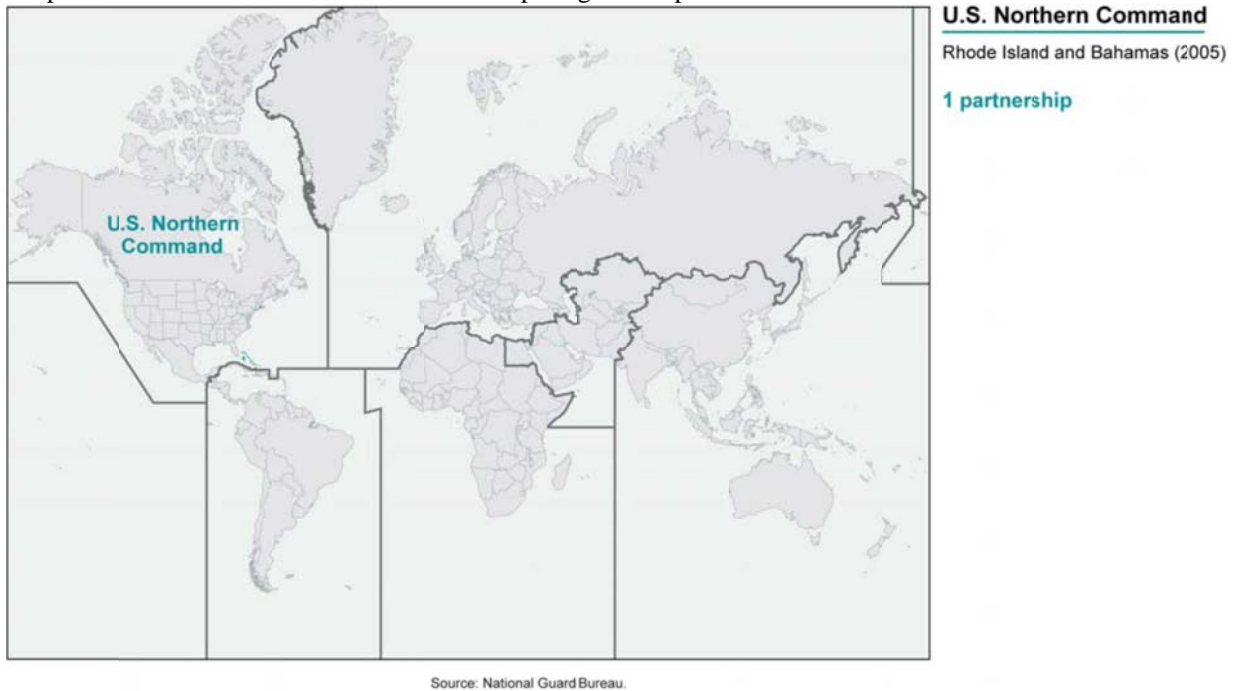 U.S. Northern Command
Rhode Island and Bahamas (2005)
1 partnership
U.S. Northern
Command
Source: National Guard Bureau.